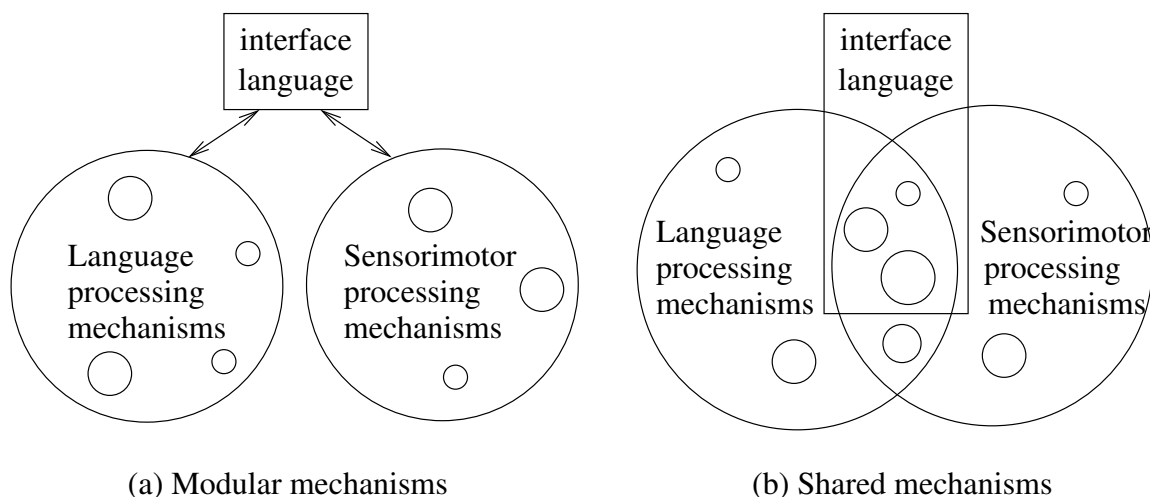 interface
language
Language
processing
mechanisms
Sensorimotor
processing
mechanisms
(a) Modular mechanisms
interface
language
Language
processing
mechanisms
Sensorimotor
processing
mechanisms
(b) Shared mechanisms